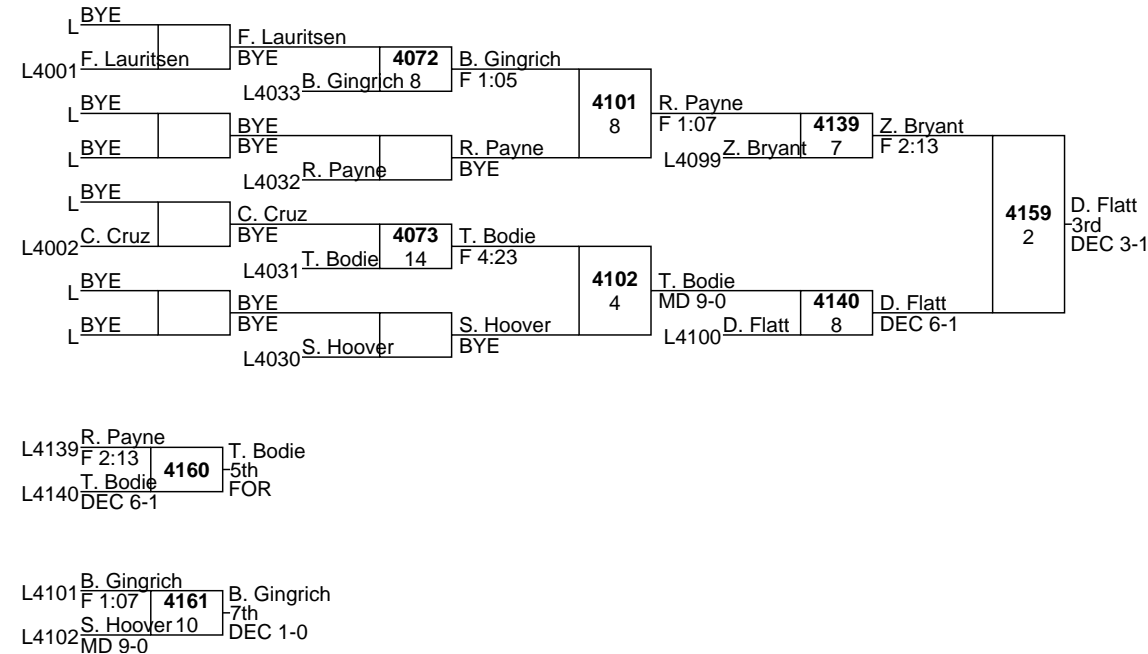 BYE
L
F. Lauritsen
BYE
L4001 F. Lauritsen
4072
8
B. Gingrich
F 1:05
L4033 B. Gingrich
BYE
L
4101
8
R. Payne
F 1:07
BYE
BYE
L BYE
4139
7
Z. Bryant
F 2:13
R. Payne
BYE
L4099 Z. Bryant
L4032 R. Payne
BYE
L
C. Cruz
BYE
4159
2
D. Flatt
3rd
DEC 3-1
L4002 C. Cruz
4073
14
T. Bodie
F 4:23
L4031 T. Bodie
BYE
L
4102
4
T. Bodie
MD 9-0
BYE
BYE
L BYE
4140
8
D. Flatt
DEC 6-1
S. Hoover
BYE
L4100 D. Flatt
L4030 S. Hoover
L4139 R. Payne
F 2:13
4160
T. Bodie
5th
FOR
L4140 T. Bodie
DEC 6-1
L4101 B. Gingrich
F 1:07
4161
10
B. Gingrich
7th
DEC 1-0
L4102 S. Hoover
MD 9-0